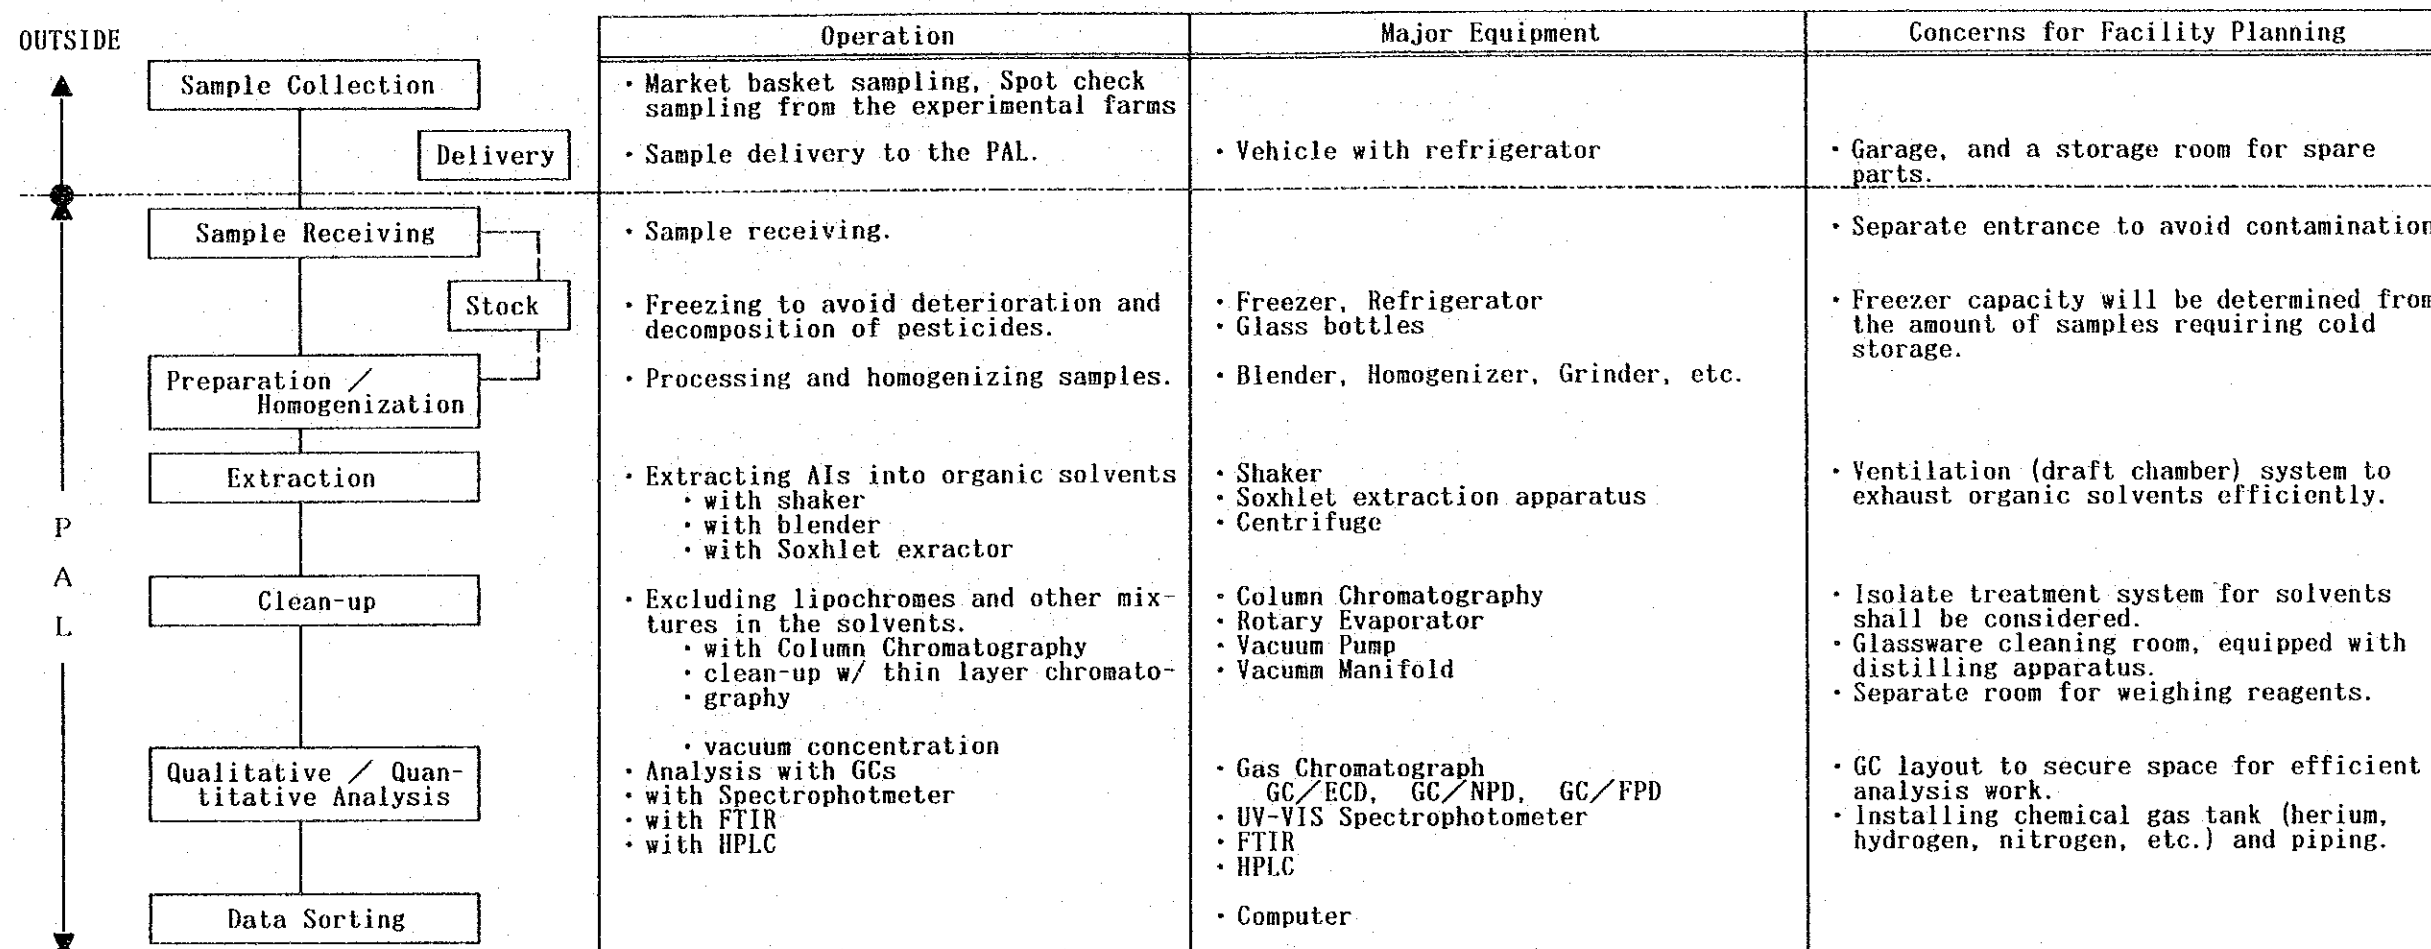 OUTSIDE
Operation
Major Equipment
Concerns for Facility Planning
Sample Collection
・Market basket sampling, Spot check
sampling from the experimental farms
Delivery
・Sample delivery to the PAL.
・Vehicle with refrigerator
・Garage, and a storage room for spare
parts.
Sample Receiving
・Sample receiving.
・Separate entrance to avoid contamination
Stock
・Freezing to avoid deterioration and
decomposition of pesticides.
・Freezer, Refrigerator
・Glass bottles
・Freezer capacity will be determined from
the amount of samples requiring cold
storage.
Preparation /
Homogenization
・Processing and homogenizing samples.
・Blender, Homogenizer, Grinder, etc.
Extraction
・Extracting AIs into organic solvents
・with shaker
・with blender
・with Soxhlet exractor
・Shaker
・Soxhlet extraction apparatus
・Centrifuge
・Ventilation (draft chamber) system to
exhaust organic solvents efficiently.
P
A
L
Clean-up
・Excluding lipochromes and other mix-
tures in the solvents.
・with Column Chromatography
・clean-up w/ thin layer chromato-
・graphy
・vacuum concentration
・Column Chromatography
・Rotary Evaporator
・Vacuum Pump
・Vacumm Manifold
・Isolate treatment system for solvents
shall be considered.
・Glassware cleaning room, equipped with
distilling apparatus.
・Separate room for weighing reagents.
Qualitative / Quan-
titative Analysis
・Analysis with GCs
・with Spectrophotmeter
・with FTIR
・with HPLC
・Gas Chromatograph
GC/ECD, GC/NPD, GC/FPD
・UV-VIS Spectrophotometer
・FTIR
・HPLC
・GC layout to secure space for efficient
analysis work.
・Installing chemical gas tank (herium,
hydrogen, nitrogen, etc.) and piping.
Data Sorting
・Computer